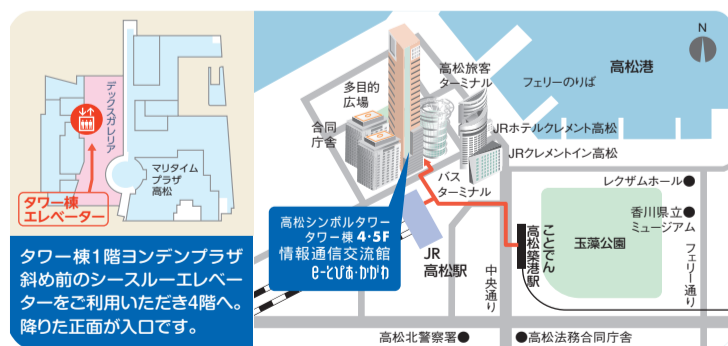 デックスガレリア
マリタイム
プラザ
高松
タワー棟
エレベーター
タワー棟1階ヨンデンプラザ
斜め前のシースルーエレベ
ーターをご利用いただき4階へ。
降りた正面が入口です。
N
高松港
フェリーのりば
高松旅客
ターミナル
多目的
広場
合同
庁舎
JRホテルクレメント高松
JRクレメントイン高松
バス
ターミナル
レクザムホール
香川県立
ミュージアム
高松シンボルタワー
タワー棟4・5F
情報通信交流館
e-とぴあ・かがわ
JR
高松駅
ことでん
高松築港駅
玉藻公園
中央通り
フェリー通り
高松北警察署
高松法務合同庁舎